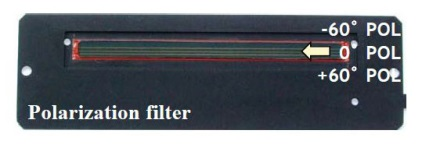 -60° POL
0 POL
+60° POL
Polarization filter